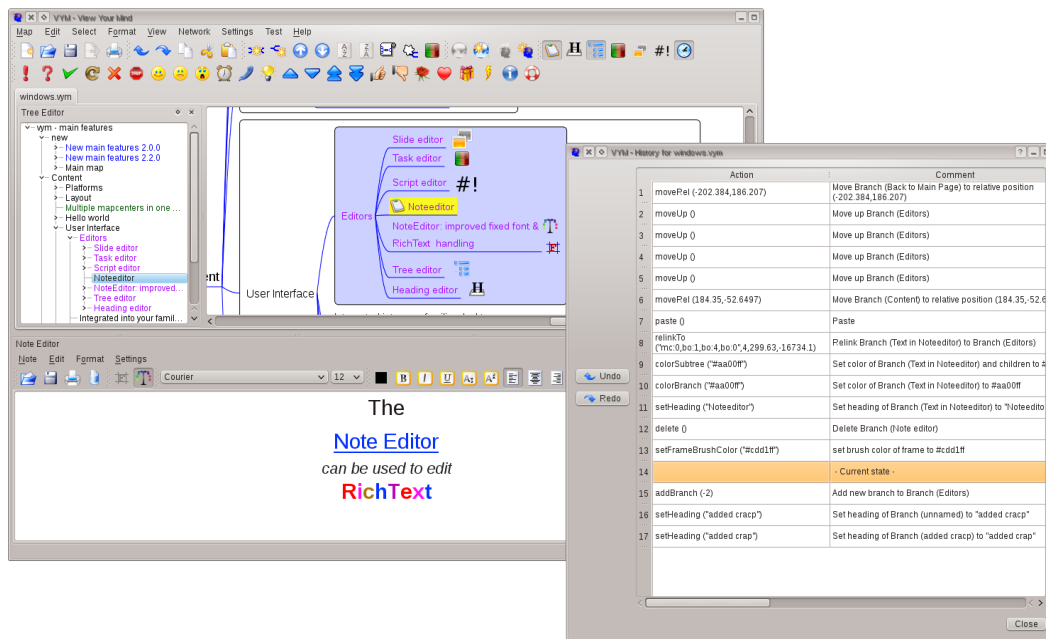 VYM - View Your Mind
Map Edit Select Format View Network Settings Test Help
#!
windows.vym
Tree Editor
vym - main features
new
New main features 2.0.0
New main features 2.2.0
Main map
Content
Platforms
Layout
Multiple mapcenters in one ...
Hello world
User Interface
Editors
Slide editor
Task editor
Script editor
Noteeditor
NoteEditor: improved...
Tree editor
Heading editor
Integrated into your famil...
Slide editor
Task editor
Script editor #!
Noteeditor
Editors
NoteEditor: improved fixed font &
RichText handling
Tree editor
Heading editor
User Interface
Note Editor
Note Edit Format Settings
Courier 12
The
Note Editor
can be used to edit
RichText
VYM - History for windows.vym
Action Comment
1 moveRel (-202.384,186.207) Move Branch (Back to Main Page) to relative position (-202.384,186.207)
2 moveUp () Move up Branch (Editors)
3 moveUp () Move up Branch (Editors)
4 moveUp () Move up Branch (Editors)
5 moveUp () Move up Branch (Editors)
6 moveRel (184.35,-52.6497) Move Branch (Content) to relative position (184.35,-52.6
7 paste () Paste
8 relinkTo ("mc:0,bo:1,bo:4,bo:0",4,299.63,-16734.1) Relink Branch (Text in Noteeditor) to Branch (Editors)
9 colorSubtree ("#aa00ff") Set color of Branch (Text in Noteeditor) and children to #
10 colorBranch ("#aa00ff") Set color of Branch (Text in Noteeditor) to #aa00ff
11 setHeading ("Noteeditor") Set heading of Branch (Text in Noteeditor) to "Noteedito
12 delete () Delete Branch (Note editor)
13 setFrameBrushColor ("#cdd1ff") set brush color of frame to #cdd1ff
14 - Current state -
15 addBranch (-2) Add new branch to Branch (Editors)
16 setHeading ("added cracp") Set heading of Branch (unnamed) to "added cracp"
17 setHeading ("added crap") Set heading of Branch (added cracp) to "added crap"
Undo
Redo
Close